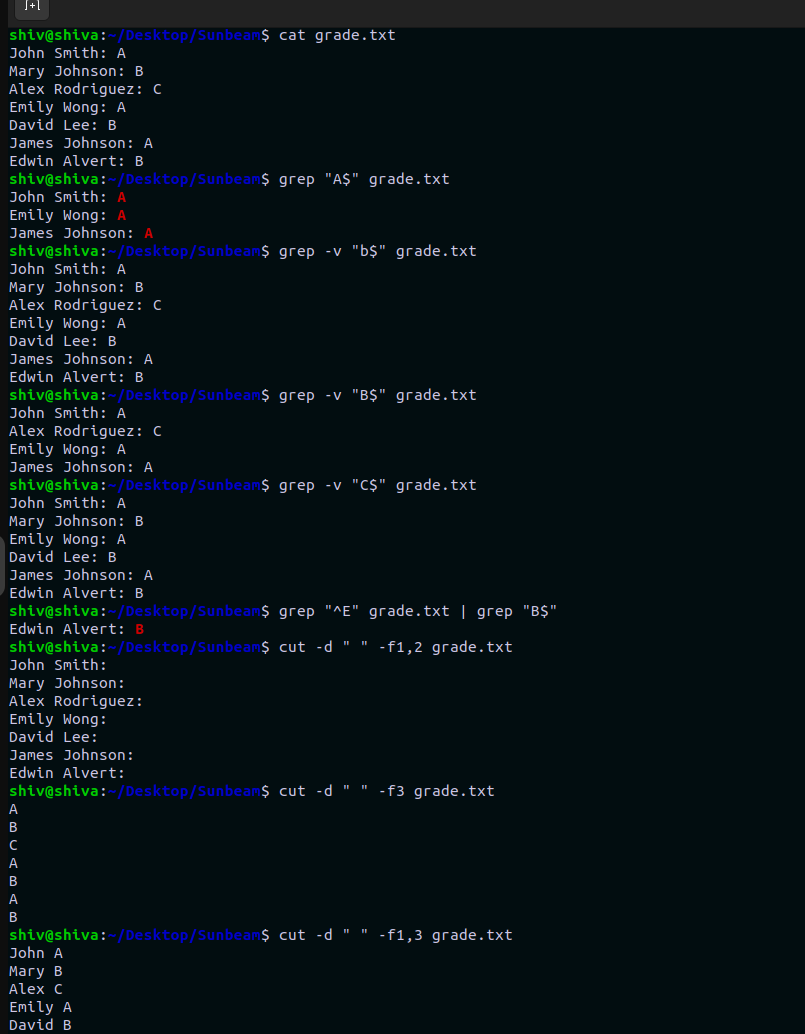 shiv@shiva:~/Desktop/Sunbeam$ cat grade.txt
John Smith: A
Mary Johnson: B
Alex Rodriguez: C
Emily Wong: A
David Lee: B
James Johnson: A
Edwin Alvert: B
shiv@shiva:~/Desktop/Sunbeam$ grep "A$" grade.txt
John Smith: A
Emily Wong: A
James Johnson: A
shiv@shiva:~/Desktop/Sunbeam$ grep -v "b$" grade.txt
John Smith: A
Mary Johnson: B
Alex Rodriguez: C
Emily Wong: A
David Lee: B
James Johnson: A
Edwin Alvert: B
shiv@shiva:~/Desktop/Sunbeam$ grep -v "B$" grade.txt
John Smith: A
Alex Rodriguez: C
Emily Wong: A
James Johnson: A
shiv@shiva:~/Desktop/Sunbeam$ grep -v "C$" grade.txt
John Smith: A
Mary Johnson: B
Emily Wong: A
David Lee: B
James Johnson: A
Edwin Alvert: B
shiv@shiva:~/Desktop/Sunbeam$ grep "^E" grade.txt | grep "B$"
Edwin Alvert: B
shiv@shiva:~/Desktop/Sunbeam$ cut -d " " -f1,2 grade.txt
John Smith:
Mary Johnson:
Alex Rodriguez:
Emily Wong:
David Lee:
James Johnson:
Edwin Alvert:
shiv@shiva:~/Desktop/Sunbeam$ cut -d " " -f3 grade.txt
A
B
C
A
B
A
B
shiv@shiva:~/Desktop/Sunbeam$ cut -d " " -f1,3 grade.txt
John A
Mary B
Alex C
Emily A
David B